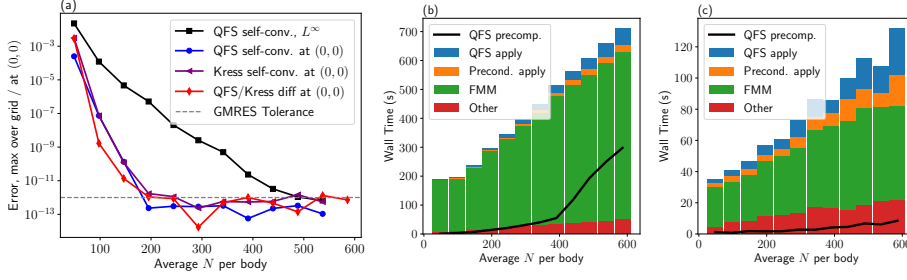 (a)
Error, max over grid / at (0, 0)
10⁻³
10⁻⁵
10⁻⁷
10⁻⁹
10⁻¹¹
10⁻¹³
QFS self-conv., L∞
QFS self-conv. at (0, 0)
Kress self-conv. at (0, 0)
QFS/Kress diff at (0, 0)
GMRES Tolerance
0 100 200 300 400 500 600
Average N per body
(b)
Wall Time (s)
700
600
500
400
300
200
100
0
QFS precomp.
QFS apply
Precond. apply
FMM
Other
0 200 400 600
Average N per body
(c)
Wall Time (s)
120
100
80
60
40
20
0
QFS precomp.
QFS apply
Precond. apply
FMM
Other
0 200 400 600
Average N per body